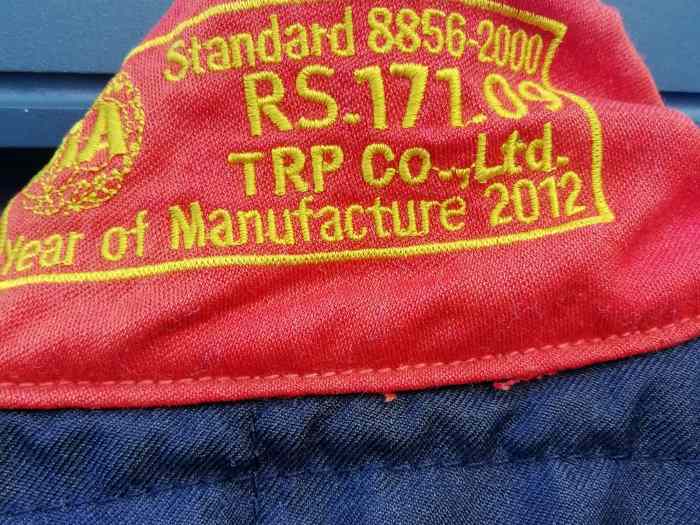 Standard 8856-2000
RS.171.09
TRP CO.,Ltd.
Year of Manufacture 2012